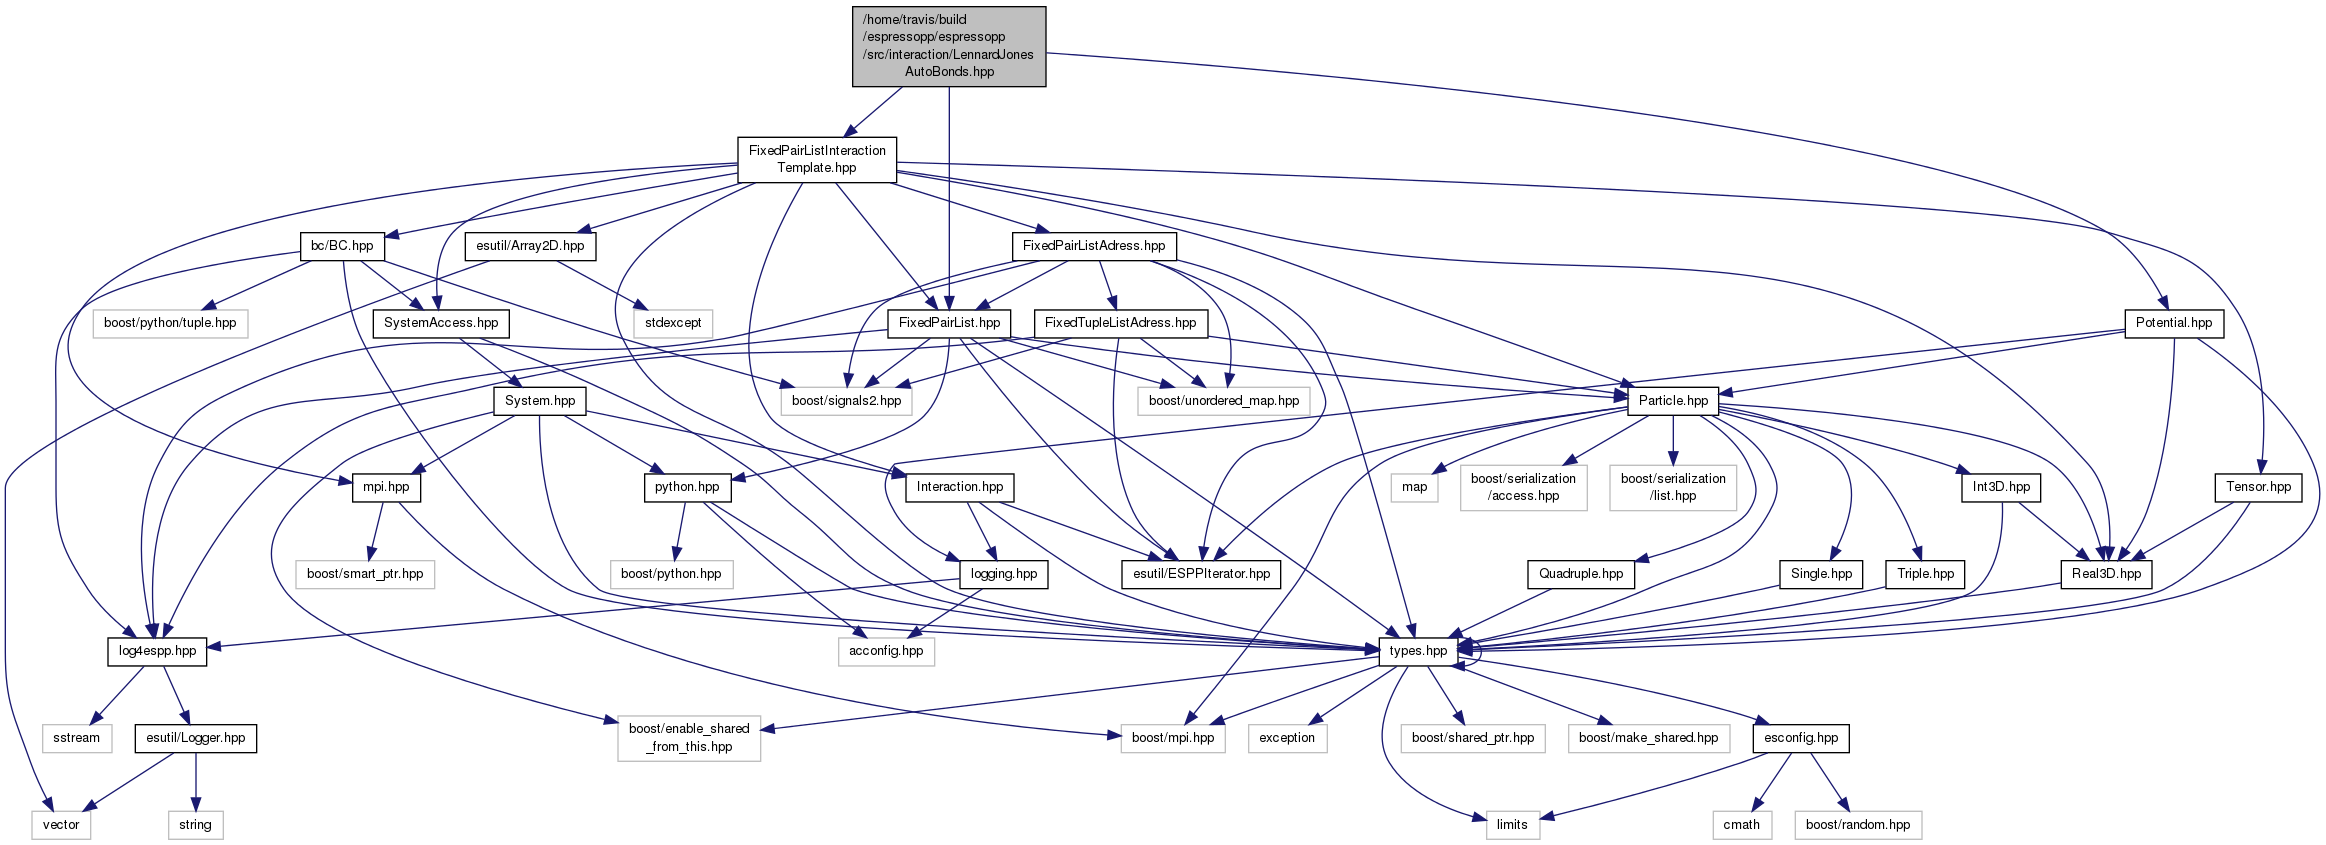 /home/travis/build
/espressopp/espressopp
/src/interaction/LennardJones
AutoBonds.hpp
FixedPairListInteraction
Template.hpp
bc/BC.hpp
esutil/Array2D.hpp
FixedPairListAdress.hpp
boost/python/tuple.hpp
SystemAccess.hpp
stdexcept
FixedPairList.hpp
FixedTupleListAdress.hpp
Potential.hpp
System.hpp
boost/signals2.hpp
boost/unordered_map.hpp
Particle.hpp
mpi.hpp
python.hpp
Interaction.hpp
map
boost/serialization
/access.hpp
boost/serialization
/list.hpp
Int3D.hpp
Tensor.hpp
boost/smart_ptr.hpp
boost/python.hpp
logging.hpp
esutil/ESPPIterator.hpp
Quadruple.hpp
Single.hpp
Triple.hpp
Real3D.hpp
log4espp.hpp
acconfig.hpp
types.hpp
sstream
esutil/Logger.hpp
boost/enable_shared
_from_this.hpp
boost/mpi.hpp
exception
boost/shared_ptr.hpp
boost/make_shared.hpp
esconfig.hpp
vector
string
limits
cmath
boost/random.hpp